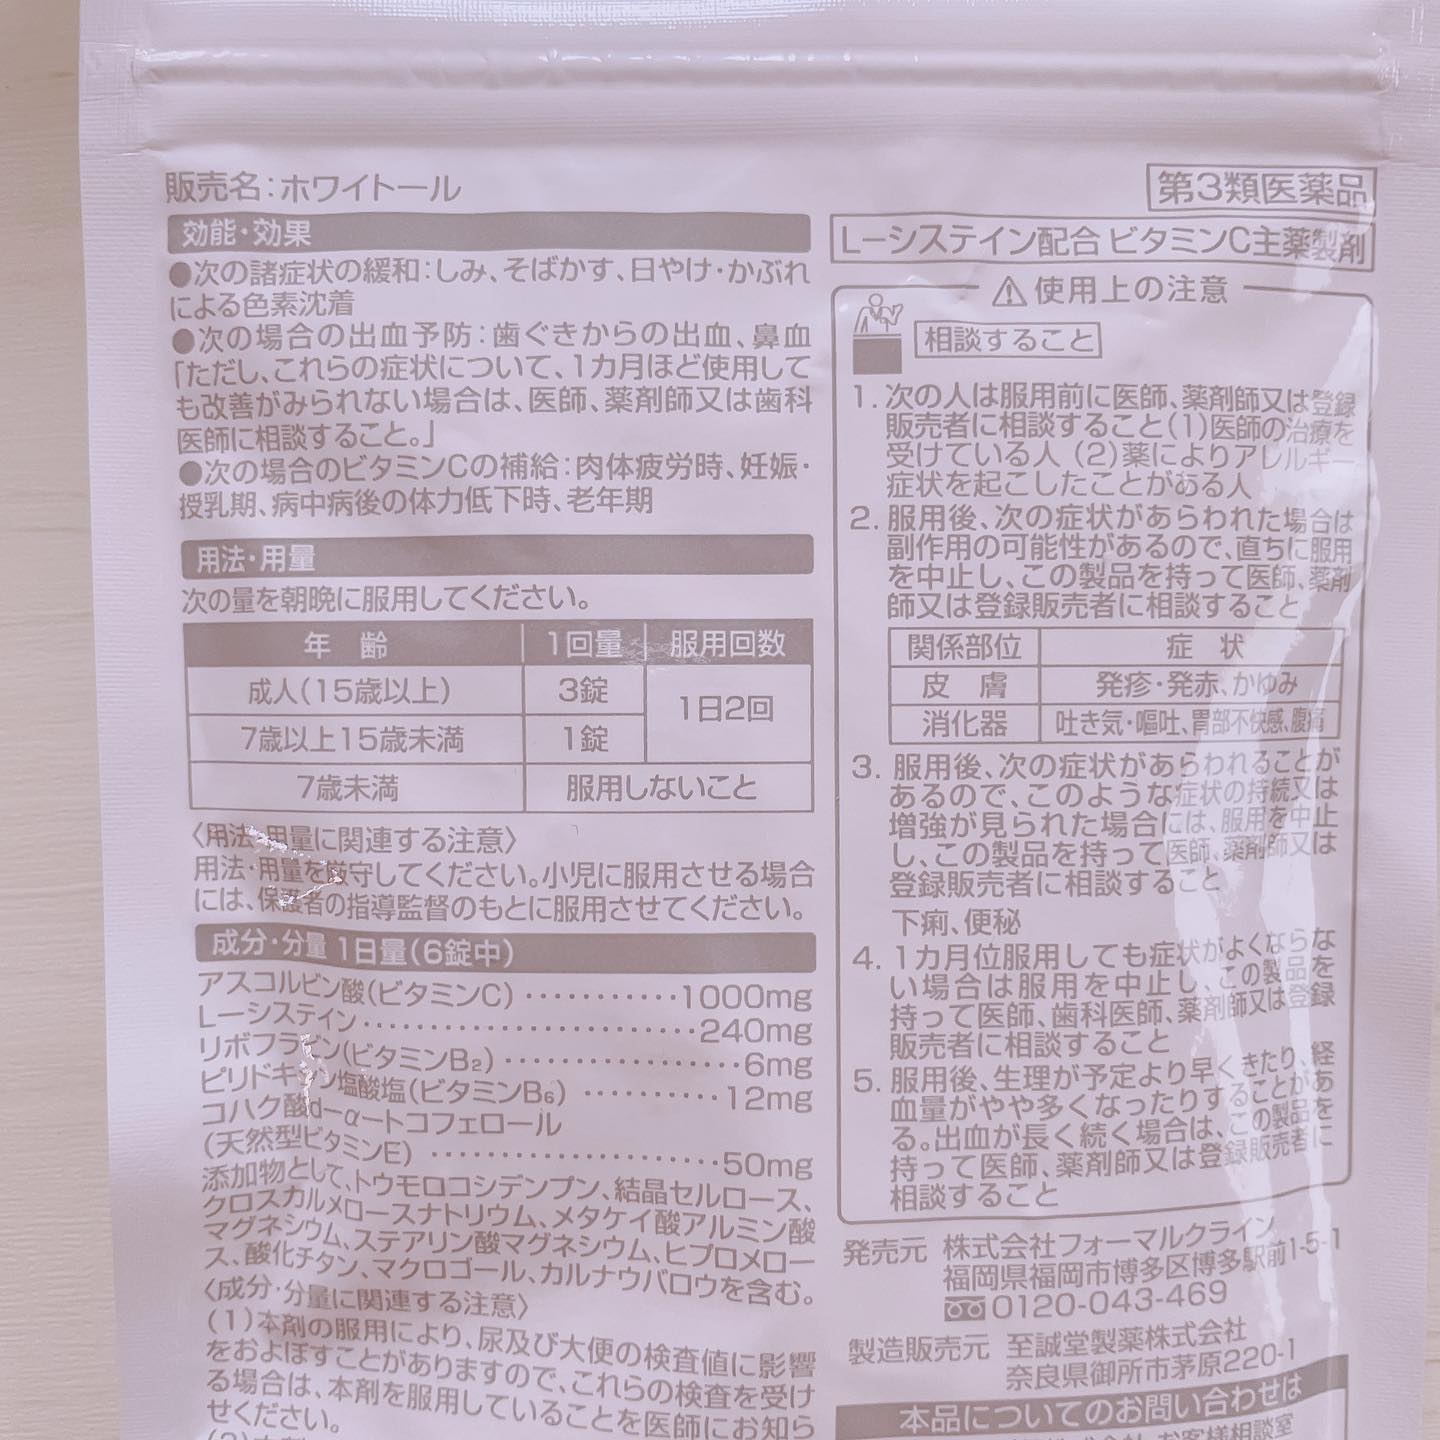 販売名：ホワイトール
効能・効果
●次の諸症状の緩和：しみ、そばかす、日やけ・かぶれ
による色素沈着
●次の場合の出血予防：歯ぐきからの出血、鼻血
「ただし、これらの症状について、1カ月ほど使用して
も改善がみられない場合は、医師、薬剤師又は歯科
医師に相談すること。」
●次の場合のビタミンCの補給：肉体疲労時、妊娠・
授乳期、病中病後の体力低下時、老年期
用法・用量
次の量を朝晩に服用してください。
年 齢 1回量 服用回数
成人（15歳以上） 3錠 1日2回
7歳以上15歳未満 1錠
7歳未満 服用しないこと
〈用法・用量に関連する注意〉
用法・用量を厳守してください。小児に服用させる場合
には、保護者の指導監督のもとに服用させてください。
成分・分量 1日量（6錠中）
アスコルビン酸（ビタミンC）…………1000mg
L-システイン……………………………240mg
リボフラビン（ビタミンB₂）……………………6mg
ピリドキシン塩酸塩（ビタミンB₆）…………12mg
コハク酸d-α-トコフェロール
（天然型ビタミンE）………………………50mg
添加物として、トウモロコシデンプン、結晶セルロース、
クロスカルメロースナトリウム、メタケイ酸アルミン酸
マグネシウム、ステアリン酸マグネシウム、ヒプロメロー
ス、酸化チタン、マクロゴール、カルナウバロウを含む。
〈成分・分量に関連する注意〉
（1）本剤の服用により、尿及び大便の検査値に影響
をおよぼすことがありますので、これらの検査を受け
る場合は、本剤を服用していることを医師にお知ら
せください。
第3類医薬品
L-システイン配合 ビタミンC主薬製剤
⚠使用上の注意
相談すること
1. 次の人は服用前に医師、薬剤師又は登録
販売者に相談すること（1）医師の治療を
受けている人（2）薬によりアレルギー
症状を起こしたことがある人
2. 服用後、次の症状があらわれた場合は
副作用の可能性があるので、直ちに服用
を中止し、この製品を持って医師、薬剤
師又は登録販売者に相談すること
関係部位 症 状
皮 膚 発疹・発赤、かゆみ
消化器 吐き気・嘔吐、胃部不快感、腹痛
3. 服用後、次の症状があらわれることが
あるので、このような症状の持続又は
増強が見られた場合には、服用を中止
し、この製品を持って医師、薬剤師又は
登録販売者に相談すること
下痢、便秘
4. 1カ月位服用しても症状がよくならな
い場合は服用を中止し、この製品を
持って医師、歯科医師、薬剤師又は登録
販売者に相談すること
5. 服用後、生理が予定より早くきたり、経
血量がやや多くなったりすることがあ
る。出血が長く続く場合は、この製品を
持って医師、薬剤師又は登録販売者に
相談すること
発売元 株式会社フォーマルクライン
福岡県福岡市博多区博多駅前1-5-1
0120-043-469
製造販売元 至誠堂製薬株式会社
奈良県御所市茅原220-1
本品についてのお問い合わせは
お客様相談室